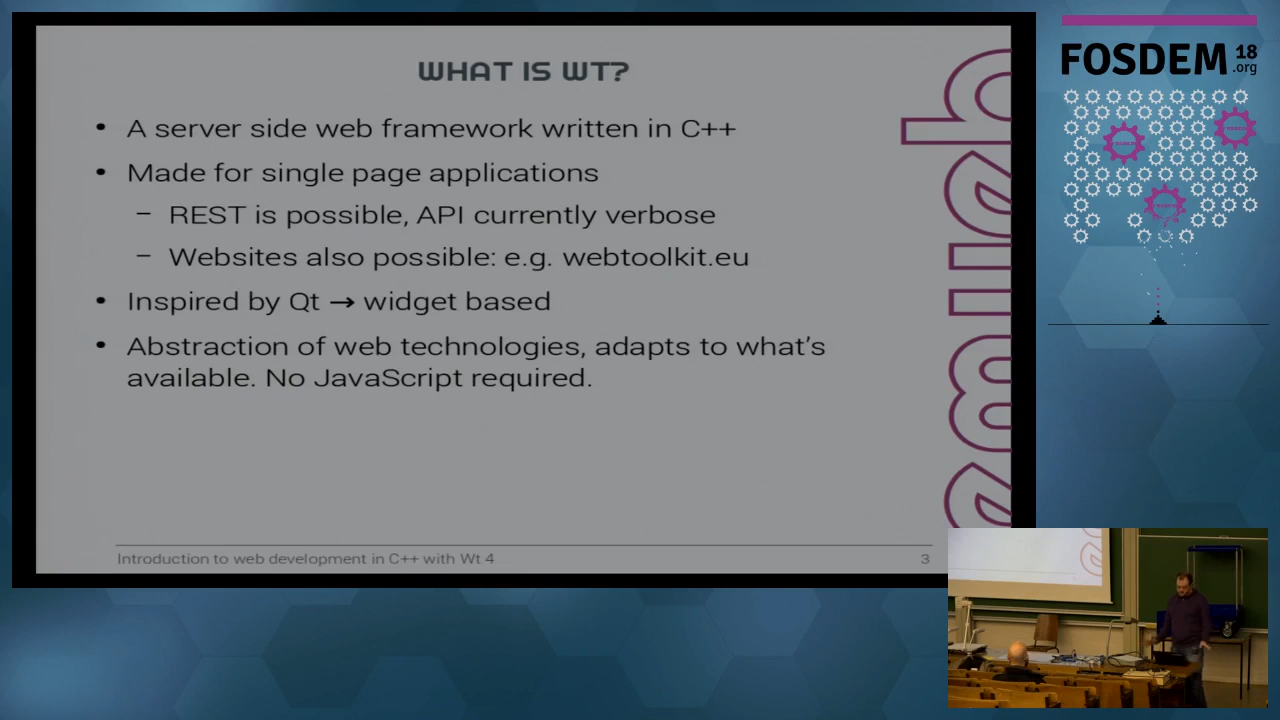 WHAT IS WT?
• A server side web framework written in C++
• Made for single page applications
– REST is possible, API currently verbose
– Websites also possible: e.g. webtoolkit.eu
• Inspired by Qt → widget based
• Abstraction of web technologies, adapts to what's
available. No JavaScript required.
Introduction to web development in C++ with Wt 4
3
FOSDEM 18
.org